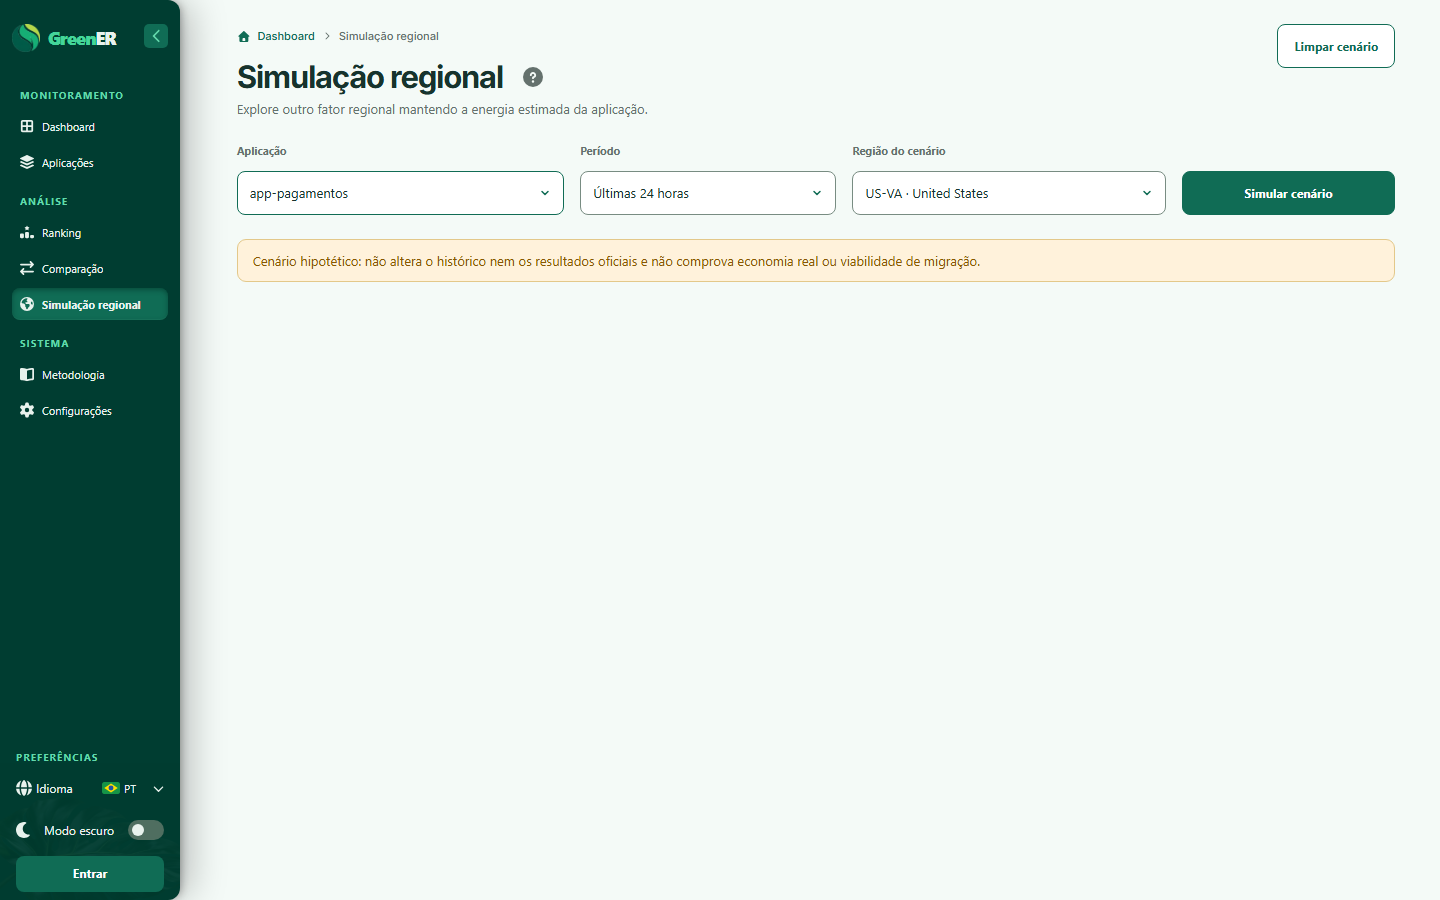 GreenER
MONITORAMENTO
Dashboard
Aplicações
ANÁLISE
Ranking
Comparação
Simulação regional
SISTEMA
Metodologia
Configurações
PREFERÊNCIAS
Idioma PT
Modo escuro
Entrar
Dashboard > Simulação regional
Limpar cenário
Simulação regional ?
Explore outro fator regional mantendo a energia estimada da aplicação.
Aplicação Período Região do cenário
app-pagamentos Últimas 24 horas US-VA · United States Simular cenário
Cenário hipotético: não altera o histórico nem os resultados oficiais e não comprova economia real ou viabilidade de migração.